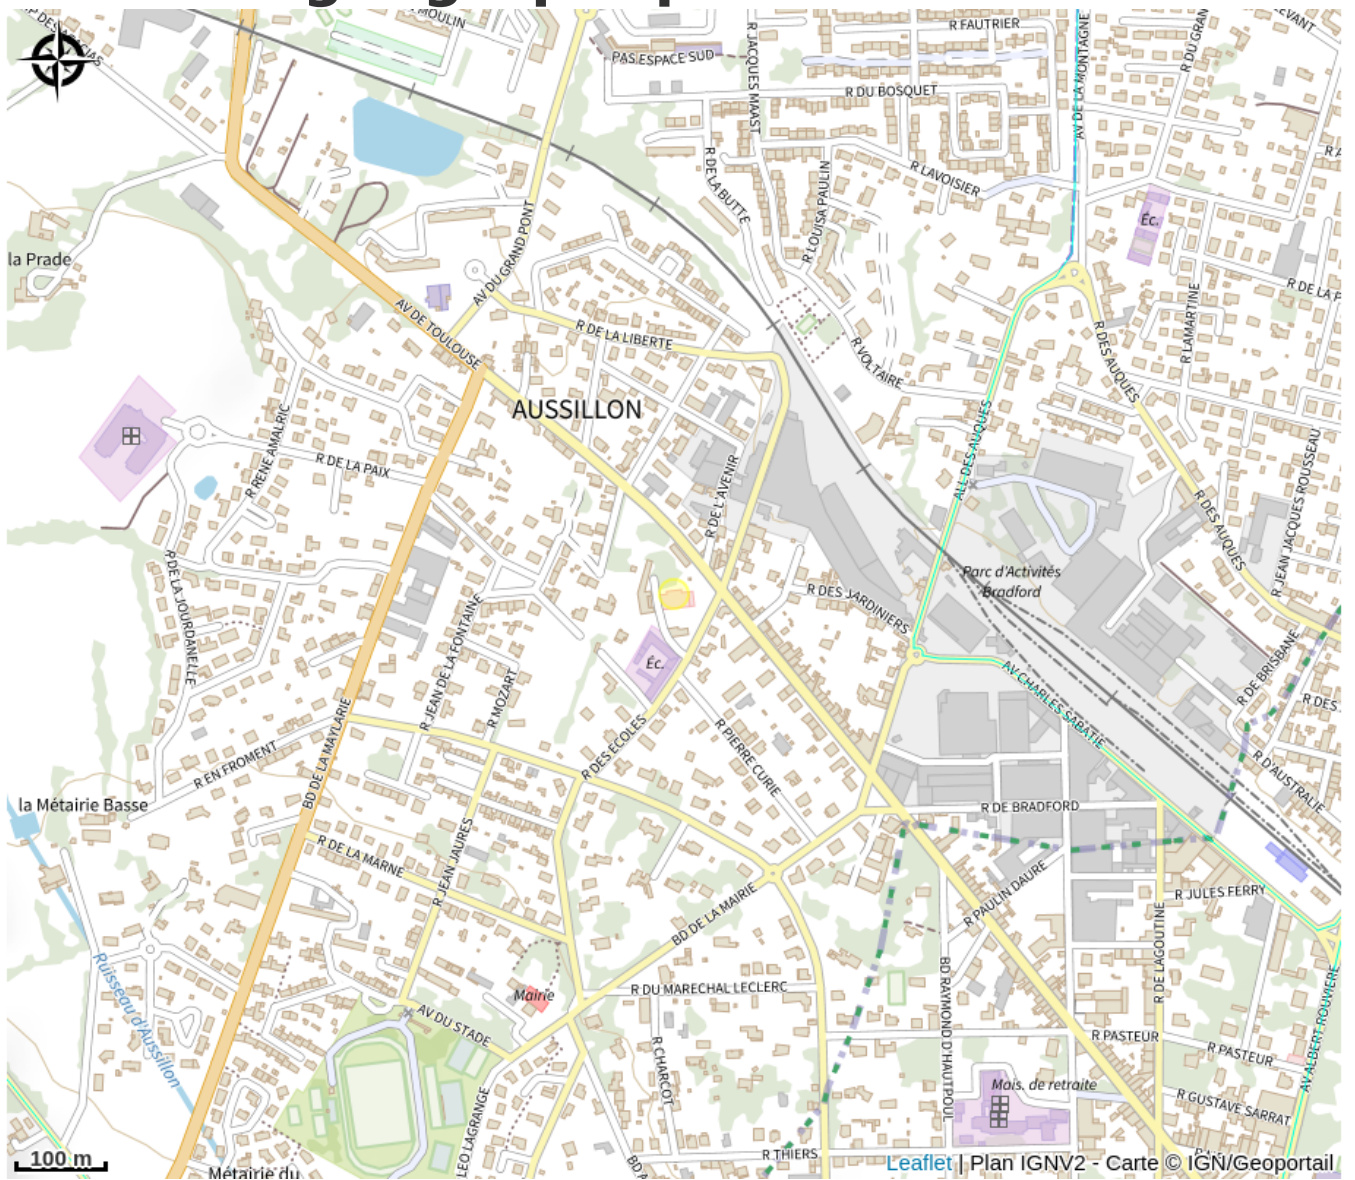 MOULIN
R FAUTRIER
PAS ESPACE SUD
R JACQUES MAAST
R DU BOSQUET
AV DE LA MONTAGNE
R DU GRAN
EVANT
R DE LA BUTTE
R LOUISA PAULIN
R LAVOISIER
Éc.
la Prade
AV DU GRAND PONT
AV DE TOULOUSE
R DE LA LIBERTE
R VOLTAIRE
R LAMARTINE
R DE LA P
R DES AUQUES
AUSSILLON
R RENE AMALRIC
R DE LA PAIX
R DE L'AVENIR
ALL DES AUQUES
R DES AUQUES
R JEAN JACQUES ROUSSEAU
R DE LA JOURDANELLE
R JEAN DE LA FONTAINE
R MOZART
Éc.
R DES JARDINIERS
Parc d'Activités
Bradford
AV CHARLES SABATIE
R DE BRISBANE
R DES
R D'AUSTRALIE
R EN FROMENT
BD DE LA MAYLARIE
R DES ECOLES
R PIERRE CURIE
la Métairie Basse
R DE BRADFORD
R DE LA MARNE
R JEAN JAURES
BD DE LA MAIRIE
R PAULIN DAURE
R JULES FERRY
R DE LAGOUTINE
Ruisseau d'Aussillon
Mairie
R DU MARECHAL LECLERC
BD RAYMOND D'HAUTPOUL
AV ALBERT ROUVIERE
AV DU STADE
R CHARCOT
R PASTEUR
R PASTEUR
Mais. de retraite
R GUSTAVE SARRAT
LEO LAGRANGE
BD A
R THIERS
100 m
Métairie du
Leaflet | Plan IGNV2 - Carte © IGN/Geoportail